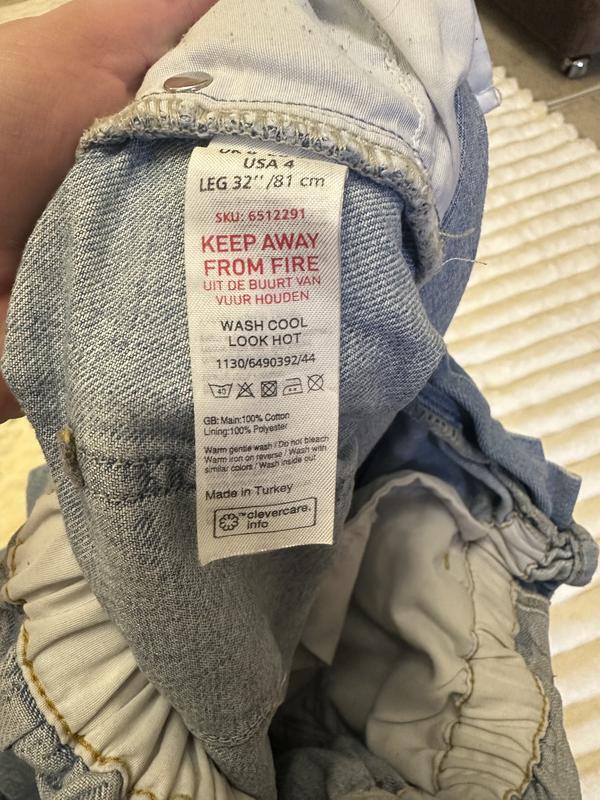 USA 4
LEG 32''/81 cm
SKU: 6512291
KEEP AWAY
FROM FIRE
UIT DE BUURT VAN
VUUR HOUDEN
WASH COOL
LOOK HOT
1130/6490392/44
40
GB: Main:100% Cotton
Lining:100% Polyester
Warm gentle wash / Do not bleach
Warm iron on reverse / Wash with
similar colors / Wash inside out
Made in Turkey
™clevercare.
info